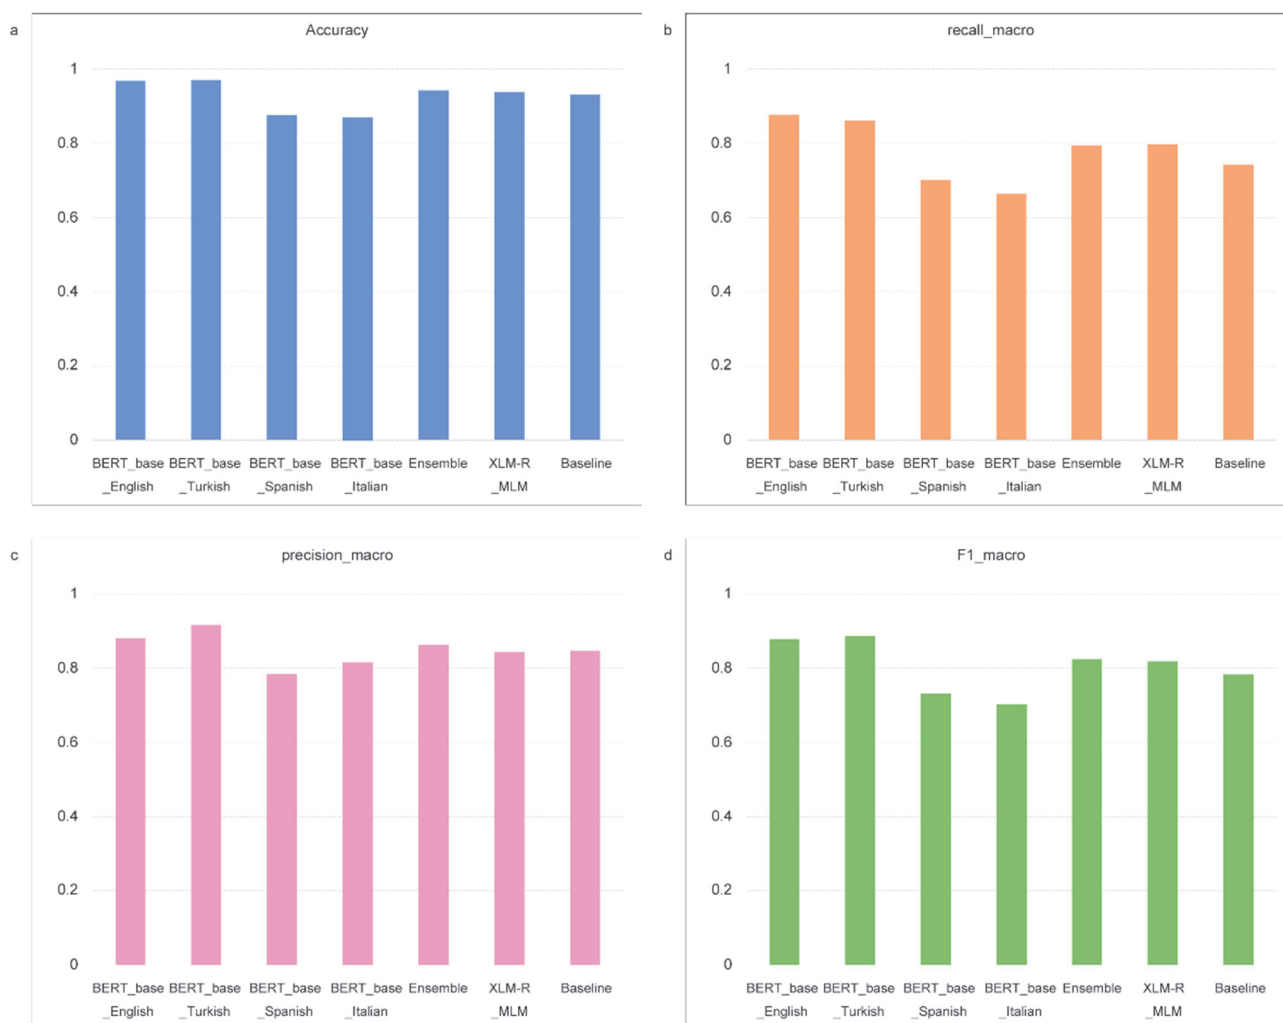 a
Accuracy
1
0.8
0.6
0.4
0.2
0
BERT_base BERT_base BERT_base BERT_base Ensemble XLM-R Baseline
_English _Turkish _Spanish _Italian _MLM
b
recall_macro
1
0.8
0.6
0.4
0.2
0
BERT_base BERT_base BERT_base BERT_base Ensemble XLM-R Baseline
_English _Turkish _Spanish _Italian _MLM
c
precision_macro
1
0.8
0.6
0.4
0.2
0
BERT_base BERT_base BERT_base BERT_base Ensemble XLM-R Baseline
_English _Turkish _Spanish _Italian _MLM
d
F1_macro
1
0.8
0.6
0.4
0.2
0
BERT_base BERT_base BERT_base BERT_base Ensemble XLM-R Baseline
_English _Turkish _Spanish _Italian _MLM